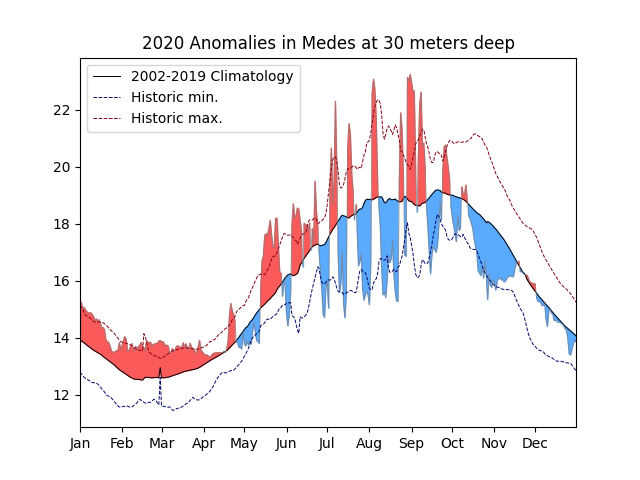 2020 Anomalies in Medes at 30 meters deep
2002-2019 Climatology
Historic min.
Historic max.
22
20
18
16
14
12
Jan Feb Mar Apr May Jun Jul Aug Sep Oct Nov Dec